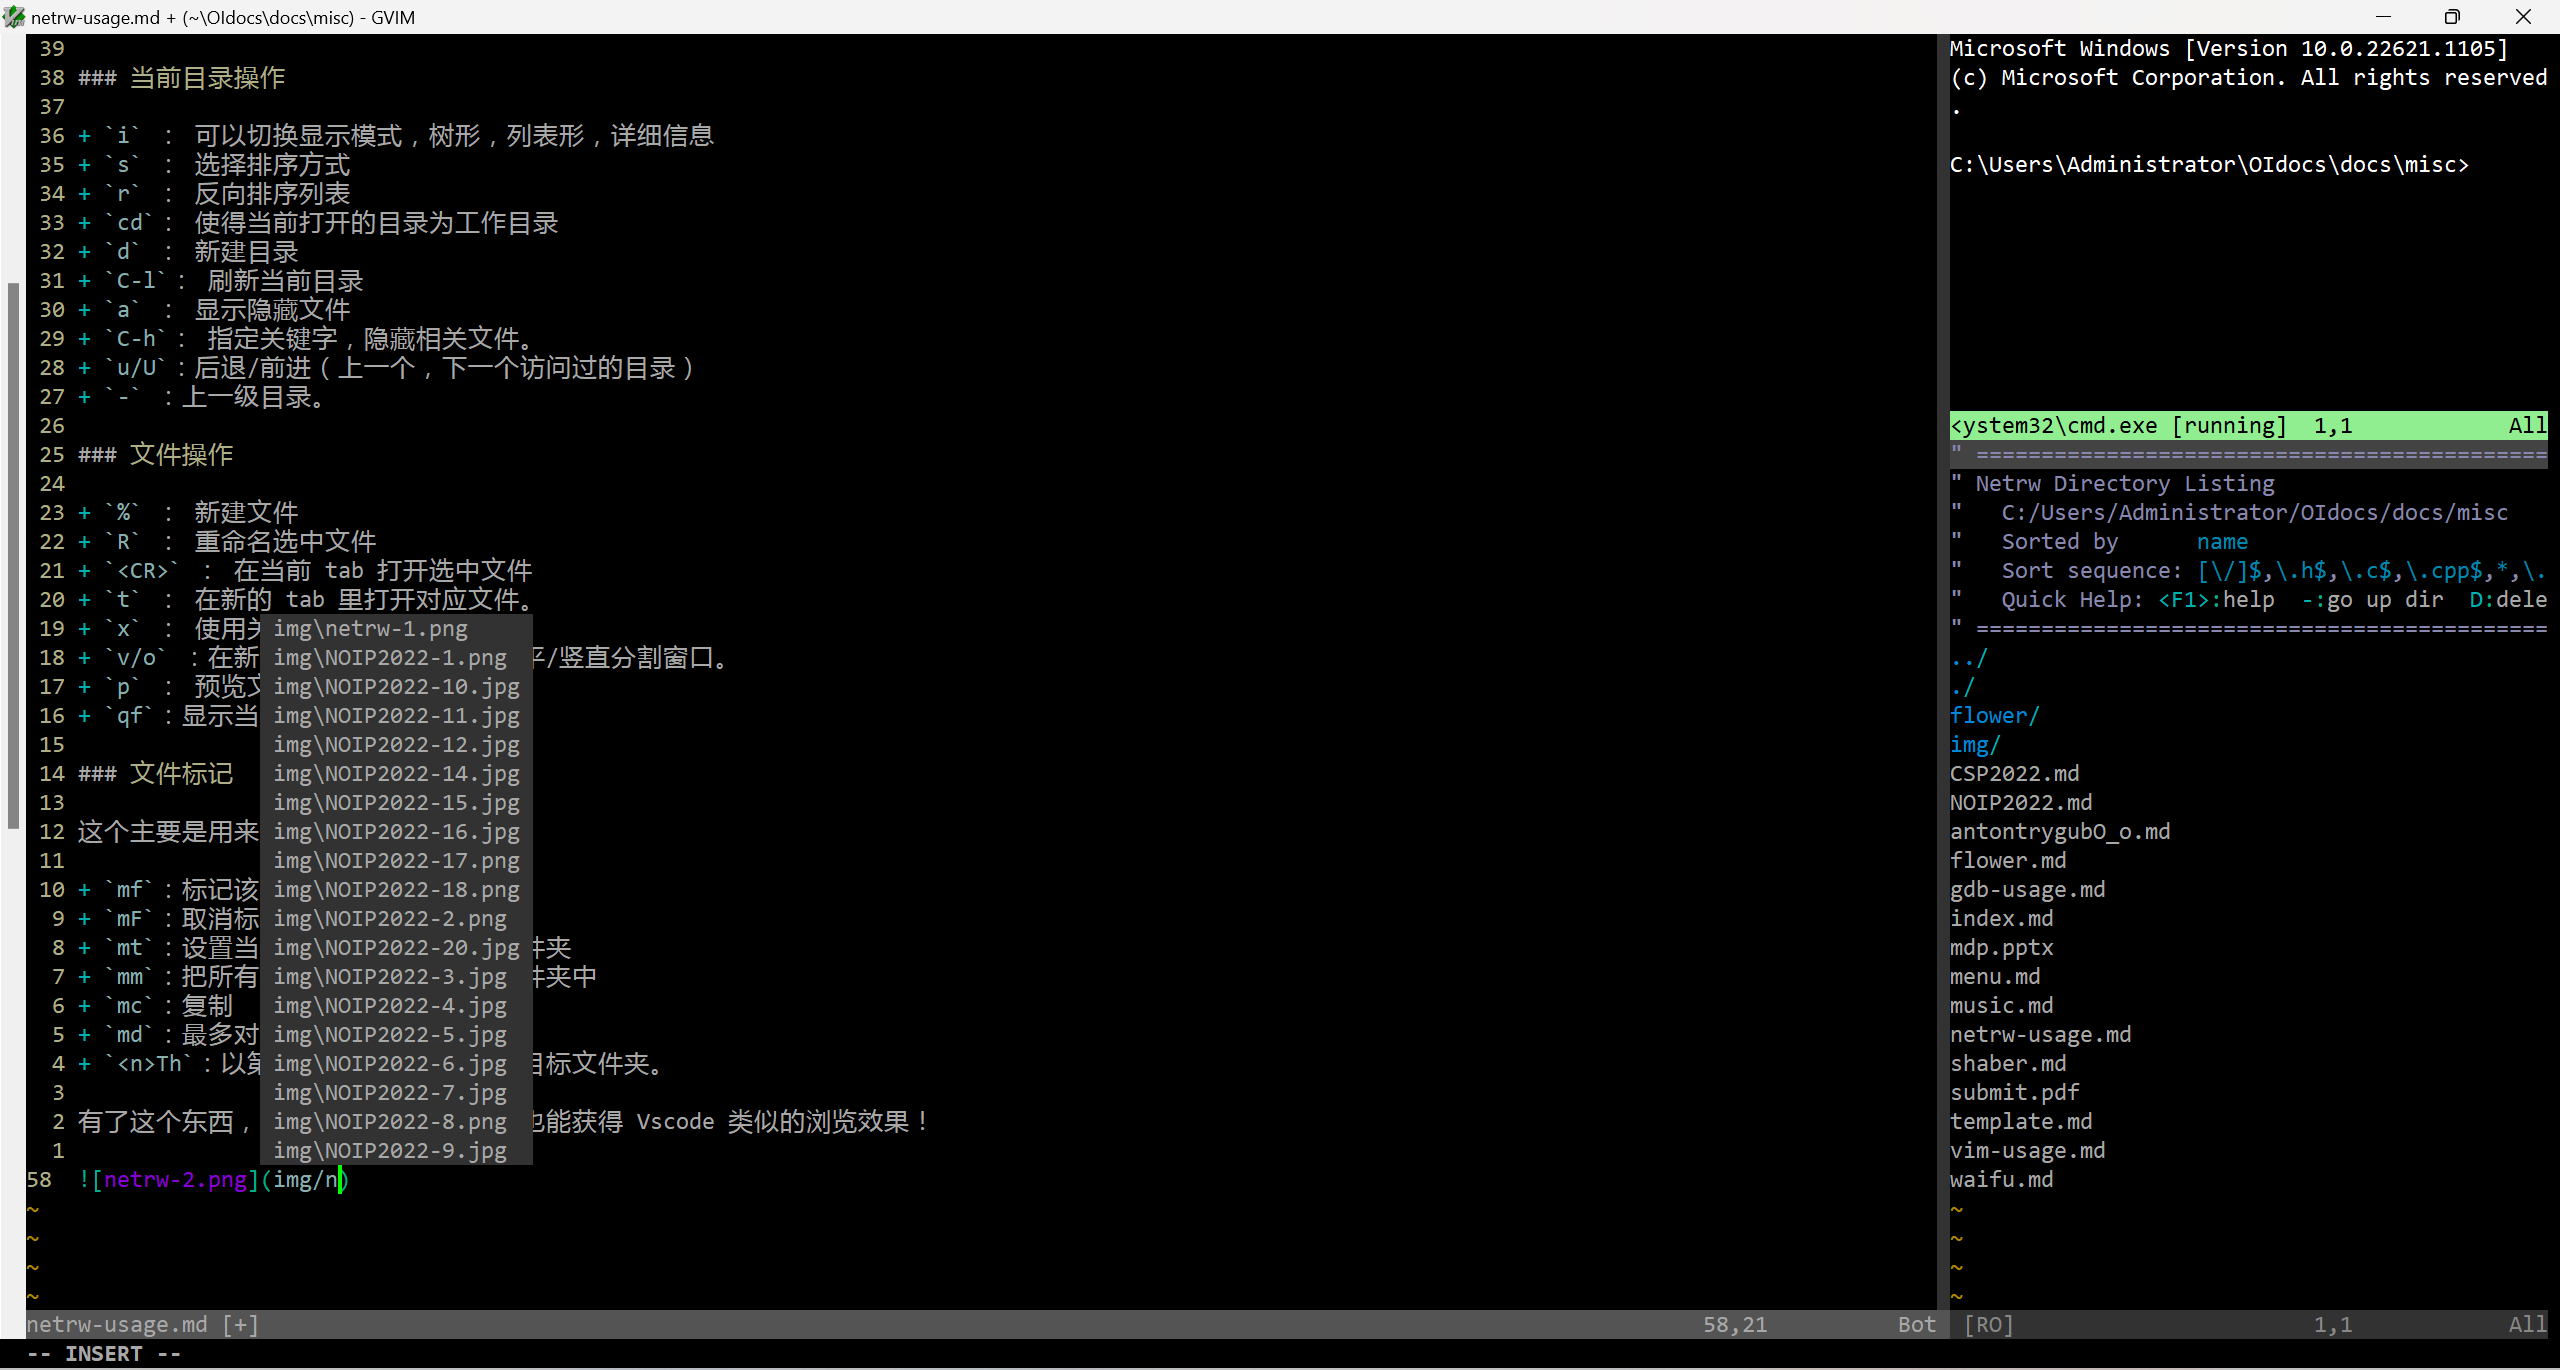 netrw-usage.md + (~\OIdocs\docs\misc) - GVIM
39
38 ### 当前目录操作
37
36 + `i` : 可以切换显示模式，树形，列表形，详细信息
35 + `s` : 选择排序方式
34 + `r` : 反向排序列表
33 + `cd` : 使得当前打开的目录为工作目录
32 + `d` : 新建目录
31 + `C-l` : 刷新当前目录
30 + `a` : 显示隐藏文件
29 + `C-h` : 指定关键字，隐藏相关文件。
28 + `u/U` : 后退/前进（上一个，下一个访问过的目录）
27 + `-` : 上一级目录。
26
25 ### 文件操作
24
23 + `%` : 新建文件
22 + `R` : 重命名选中文件
21 + `<CR>` : 在当前 tab 打开选中文件
20 + `t` : 在新的 tab 里打开对应文件。
19 + `x` : 使用关 img\netrw-1.png
18 + `v/o` : 在新 img\NOIP2022-1.png 平/竖直分割窗口。
17 + `p` : 预览文 img\NOIP2022-10.jpg
16 + `qf` : 显示当 img\NOIP2022-11.jpg
15 img\NOIP2022-12.jpg
14 ### 文件标记 img\NOIP2022-14.jpg
13 img\NOIP2022-15.jpg
12 这个主要是用来 img\NOIP2022-16.jpg
11 img\NOIP2022-17.png
10 + `mf` : 标记该 img\NOIP2022-18.png
9 + `mF` : 取消标 img\NOIP2022-2.png
8 + `mt` : 设置当 img\NOIP2022-20.jpg 件夹
7 + `mm` : 把所有 img\NOIP2022-3.jpg 件夹中
6 + `mc` : 复制 img\NOIP2022-4.jpg
5 + `md` : 最多对 img\NOIP2022-5.jpg
4 + `<n>Th` : 以第 img\NOIP2022-6.jpg 目标文件夹。
3 img\NOIP2022-7.jpg
2 有了这个东西， img\NOIP2022-8.png 也能获得 Vscode 类似的浏览效果！
1 img\NOIP2022-9.jpg
58 ![netrw-2.png](img/n)
~
~
~
~
netrw-usage.md [+] 58,21 Bot
-- INSERT --
Microsoft Windows [Version 10.0.22621.1105]
(c) Microsoft Corporation. All rights reserved
.
C:\Users\Administrator\OIdocs\docs\misc>
<ystem32\cmd.exe [running] 1,1 All
" ============================================
" Netrw Directory Listing
" C:/Users/Administrator/OIdocs/docs/misc
" Sorted by name
" Sort sequence: [\/]$,\.h$,\.c$,\.cpp$,*,\.
" Quick Help: <F1>:help -:go up dir D:dele
" ============================================
../
./
flower/
img/
CSP2022.md
NOIP2022.md
antontrygubO_o.md
flower.md
gdb-usage.md
index.md
mdp.pptx
menu.md
music.md
netrw-usage.md
shaber.md
submit.pdf
template.md
vim-usage.md
waifu.md
~
~
~
~
[RO] 1,1 All